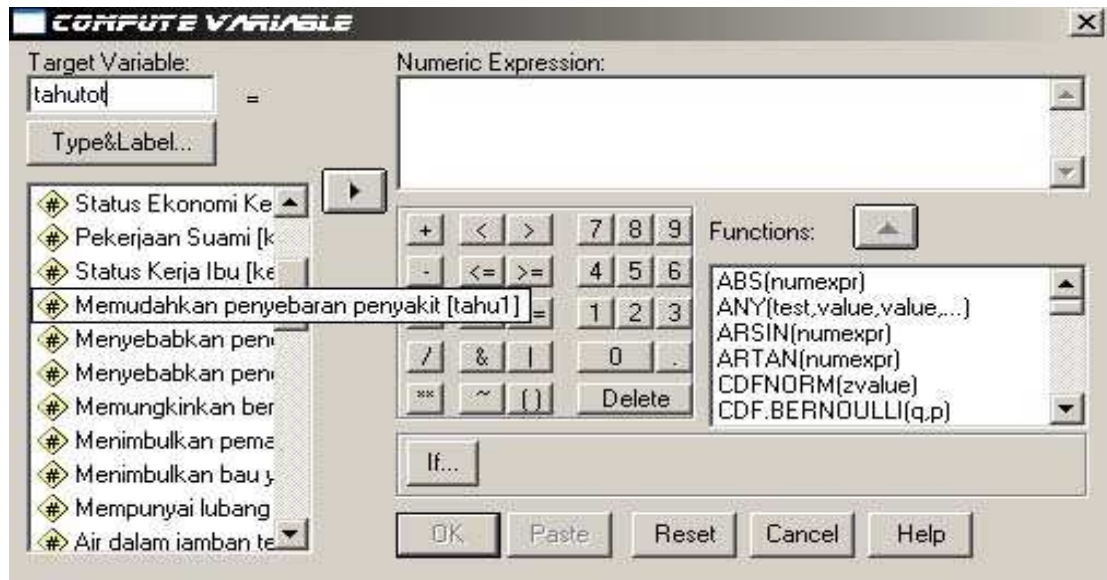 COMPUTE VARIABLE
Target Variable:
tahutot
=
Type&Label...
Numeric Expression:
Status Ekonomi Ke
Pekerjaan Suami [k
Status Kerja Ibu [ke
Memudahkan penyebaran penyakit [tahu1]
Menyebabkan pen
Menyebabkan pen
Memungkinkan ber
Menimbulkan pema
Menimbulkan bau y
Mempunyai lubang
Air dalam jamban te
+ < > 7 8 9
- <= >= 4 5 6
= 1 2 3
/ & | 0 .
** ~ () Delete
Functions:
ABS(numexpr)
ANY(test,value,value,...)
ARSIN(numexpr)
ARTAN(numexpr)
CDFNORM(zvalue)
CDF.BERNOULLI(q,p)
If...
OK Paste Reset Cancel Help